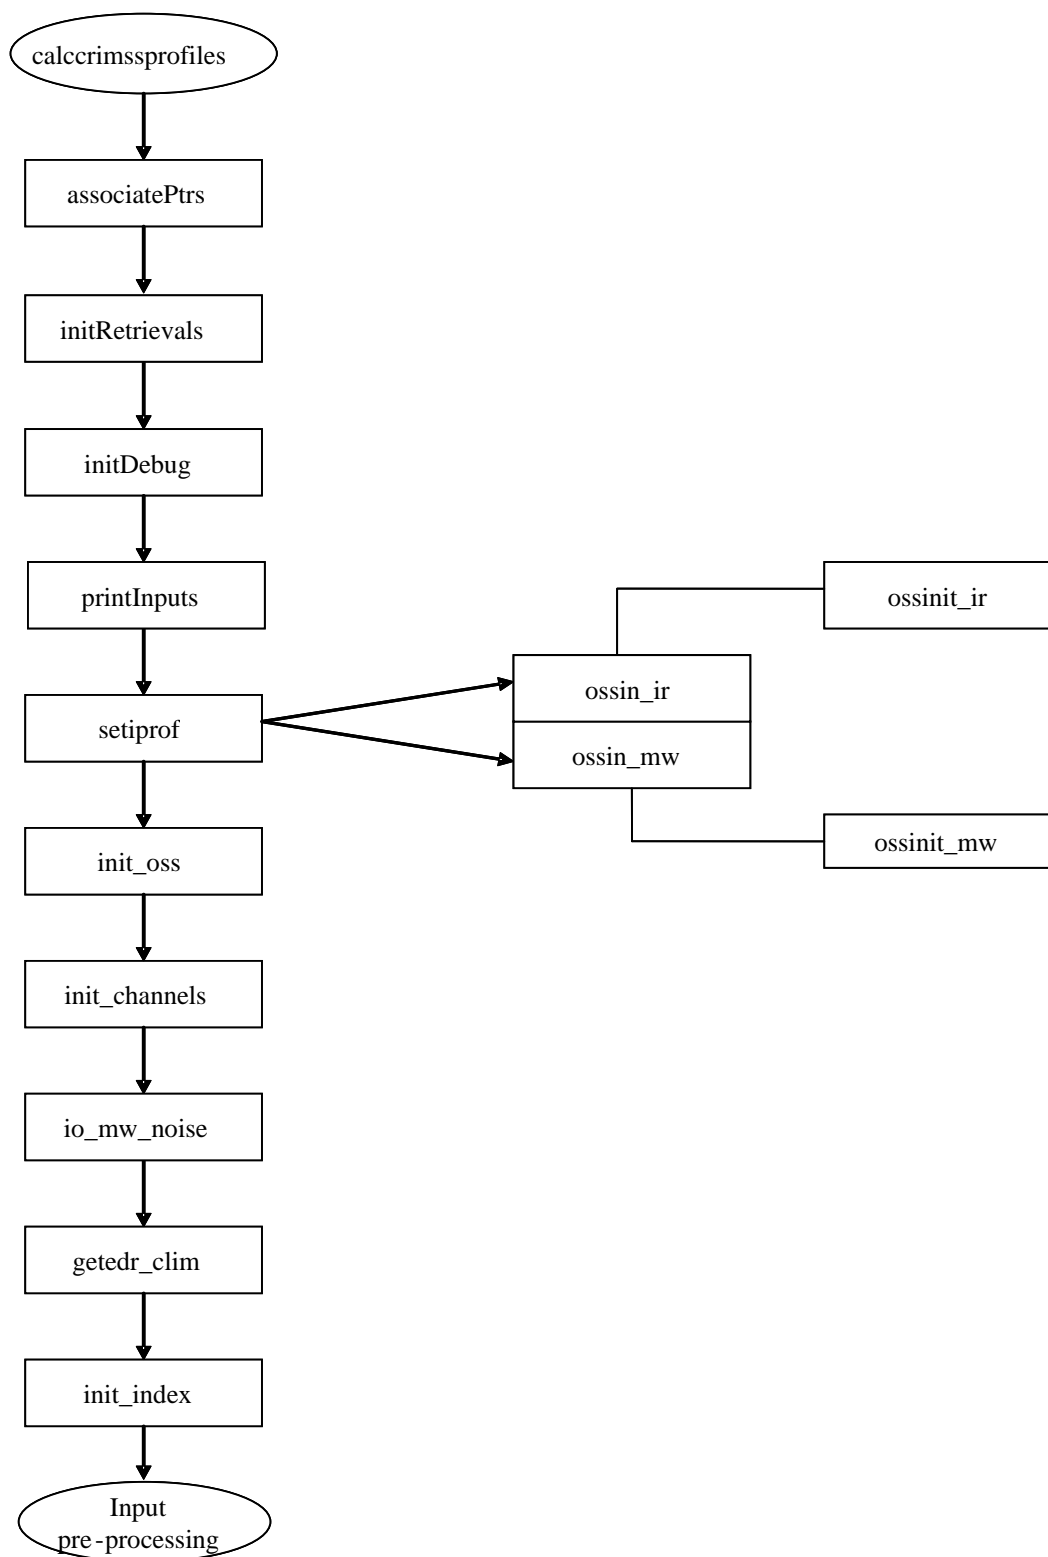 calccrimssprofiles
associatePtrs
initRetrievals
initDebug
printInputs
ossinit_ir
ossin_ir
setiprof
ossin_mw
init_oss
ossinit_mw
init_channels
io_mw_noise
getedr_clim
init_index
Input
pre-processing